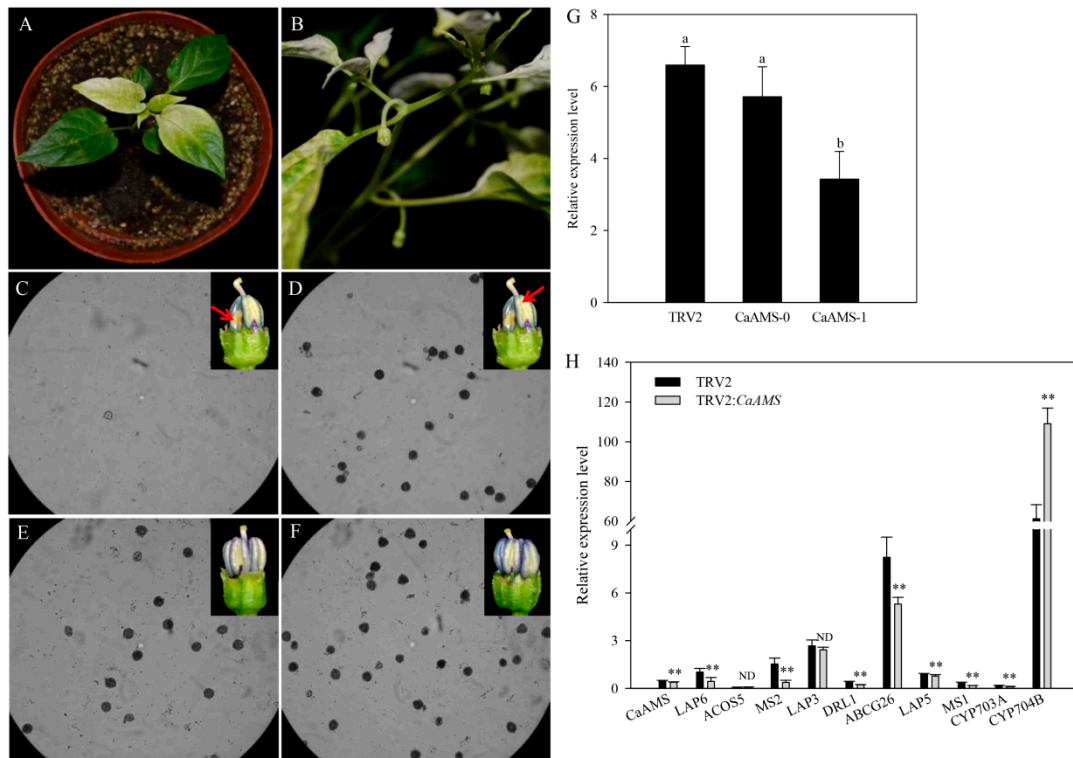 A
B
C
D
E
F
G
Relative expression level
8
6
4
2
0
a
a
b
TRV2
CaAMS-0
CaAMS-1
H
Relative expression level
140
120
100
80
60
9
6
3
0
TRV2
TRV2:CaAMS
**
**
ND
**
ND
**
**
**
**
**
**
CaAMS
LAP6
ACOS5
MS2
LAP3
DRL1
ABCG26
LAP5
MS1
CYP703A
CYP704B